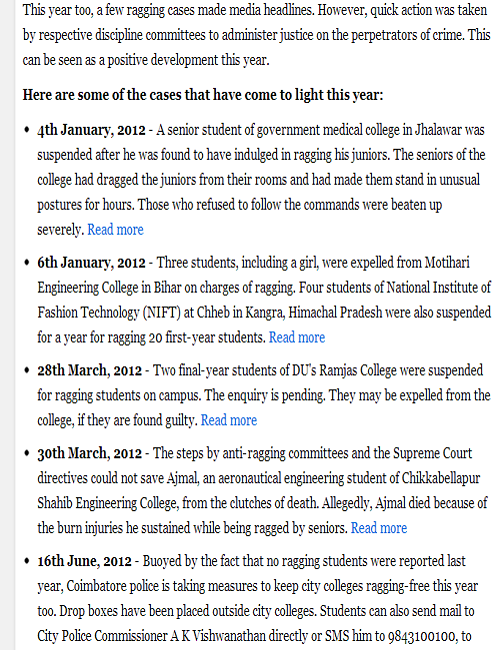 This year too, a few ragging cases made media headlines. However, quick action was taken
by respective discipline committees to administer justice on the perpetrators of crime. This
can be seen as a positive development this year.
Here are some of the cases that have come to light this year:
• 4th January, 2012 - A senior student of government medical college in Jhalawar was
suspended after he was found to have indulged in ragging his juniors. The seniors of the
college had dragged the juniors from their rooms and had made them stand in unusual
postures for hours. Those who refused to follow the commands were beaten up
severely. Read more
• 6th January, 2012 - Three students, including a girl, were expelled from Motihari
Engineering College in Bihar on charges of ragging. Four students of National Institute of
Fashion Technology (NIFT) at Chheb in Kangra, Himachal Pradesh were also suspended
for a year for ragging 20 first-year students. Read more
• 28th March, 2012 - Two final-year students of DU's Ramjas College were suspended
for ragging students on campus. The enquiry is pending. They may be expelled from the
college, if they are found guilty. Read more
• 30th March, 2012 - The steps by anti-ragging committees and the Supreme Court
directives could not save Ajmal, an aeronautical engineering student of Chikkabellapur
Shahib Engineering College, from the clutches of death. Allegedly, Ajmal died because of
the burn injuries he sustained while being ragged by seniors. Read more
• 16th June, 2012 - Buoyed by the fact that no ragging students were reported last
year, Coimbatore police is taking measures to keep city colleges ragging-free this year
too. Drop boxes have been placed outside city colleges. Students can also send mail to
City Police Commissioner A K Vishwanathan directly or SMS him to 9843100100, to